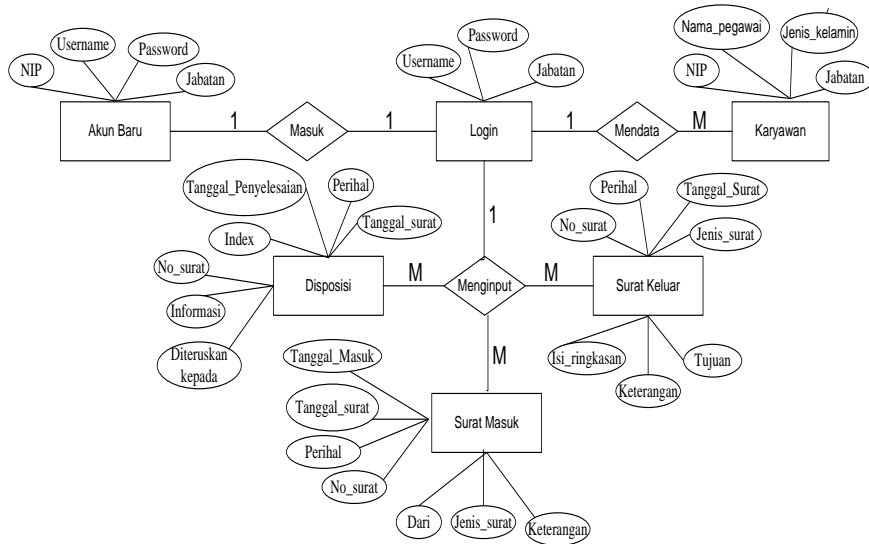 Nama_pegawai
Jenis_kelamin
Username
Password
Password
Username
NIP
Jabatan
Jabatan
NIP
Jabatan
Akun Baru
1
Masuk
1
Login
1
Mendata
M
Karyawan
Tanggal_Penyelesaian
Perihal
Perihal
Tanggal_Surat
Tanggal_surat
1
No_surat
Jenis_surat
Index
No_surat
Disposisi
M
Menginput
M
Surat Keluar
Informasi
Diteruskan
kepada
Tanggal_Masuk
M
Isi_ringkasan
Tujuan
Keterangan
Tanggal_surat
Surat Masuk
Perihal
No_surat
Dari
Jenis_surat
Keterangan